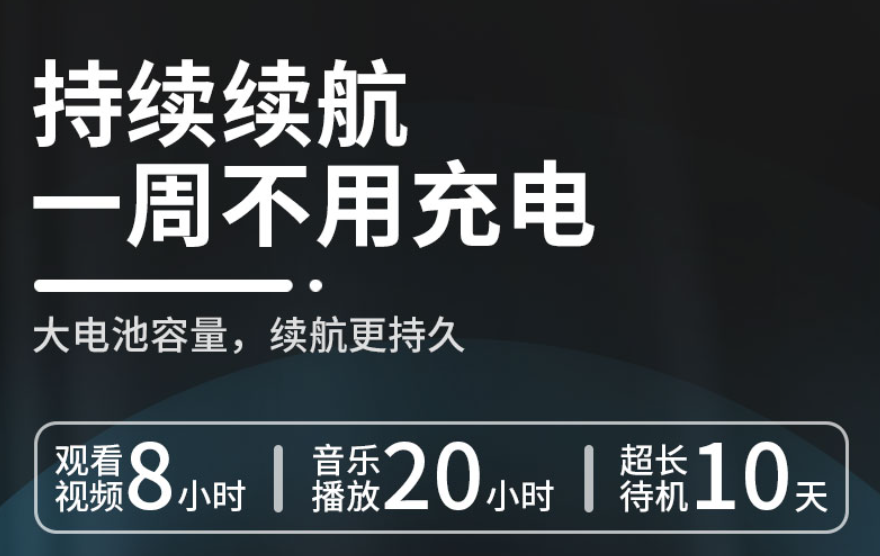 持续续航
一周不用充电
大电池容量，续航更持久
观看视频8小时
音乐播放20小时
超长待机10天